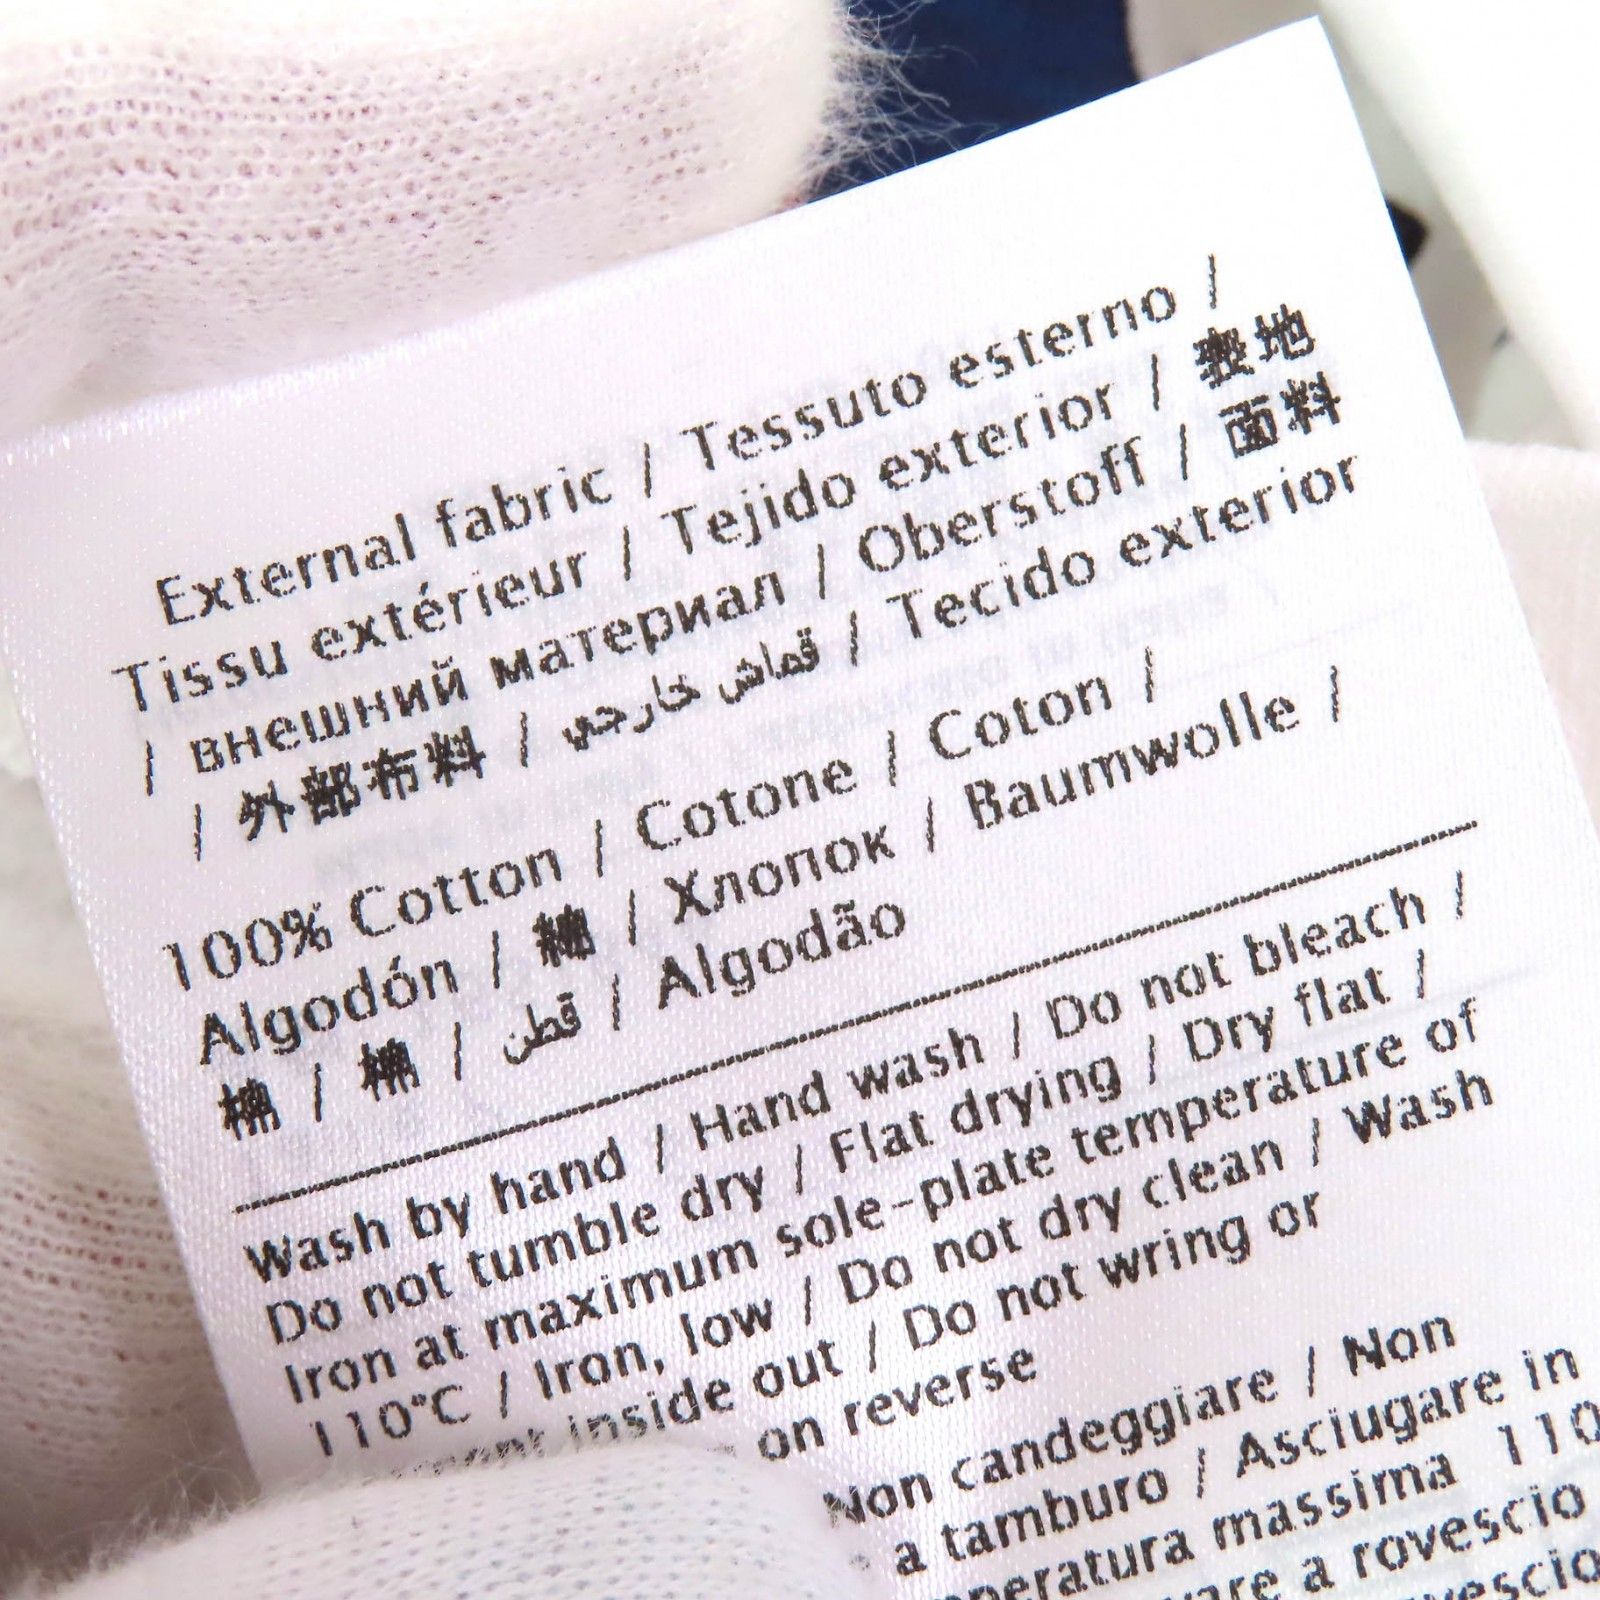 External fabric / Tessuto esterno /
Tissu extérieur / Tejido exterior / 表地
/ внешний материал / Oberstoff / 面料
/ 外部布料 / قماش خارجي / Tecido exterior
100% Cotton / Cotone / Coton /
Algodón / 綿 / Хлопок / Baumwolle /
棉 / 棉 / قطن / Algodão
Wash by hand / Hand wash / Do not bleach /
Do not tumble dry / Flat drying / Dry flat /
Iron at maximum sole-plate temperature of
110°C / Iron, low / Do not dry clean / Wash
inside out / Do not wring or
on reverse
Non candeggiare / Non
a tamburo / Asciugare in
massima 110
a rovescio